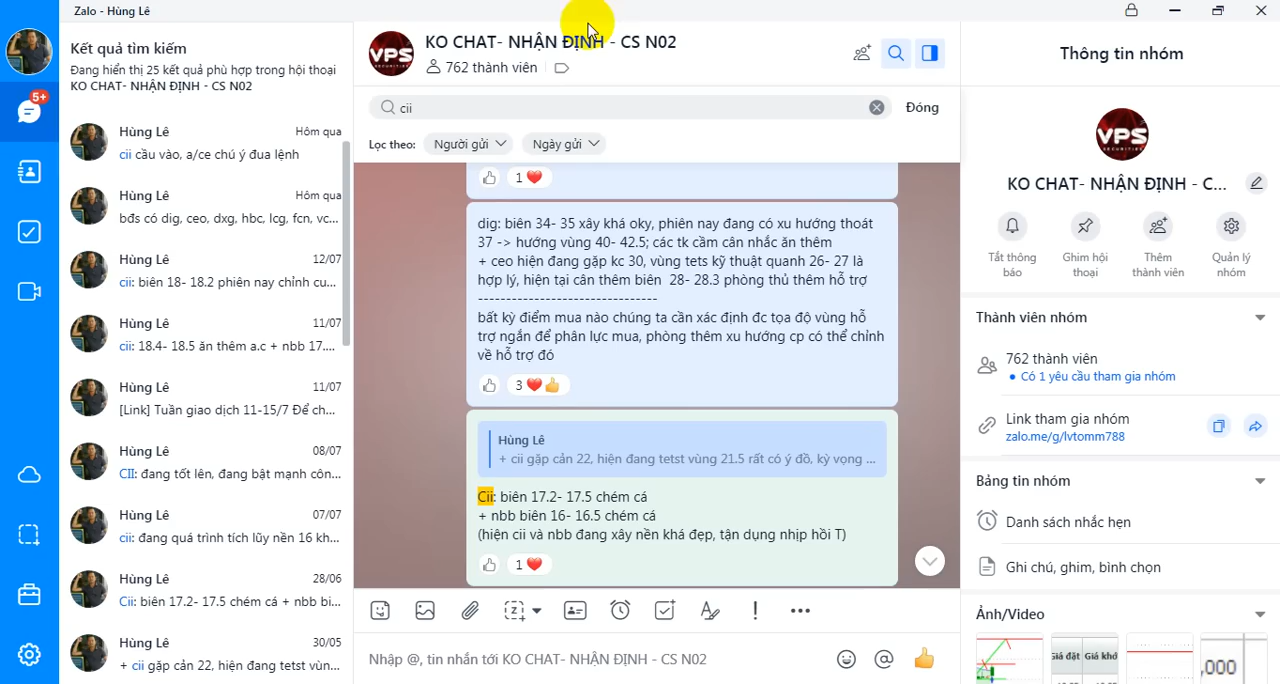 Zalo - Hùng Lê
Kết quả tìm kiếm
Đang hiển thị 25 kết quả phù hợp trong hội thoại
KO CHAT- NHẬN ĐỊNH - CS N02
5+
Hùng Lê Hôm qua
cii cầu vào, a/ce chú ý đua lệnh
Hùng Lê Hôm qua
bđs có dig, ceo, dxg, hbc, lcg, fcn, vc...
Hùng Lê 12/07
cii: biên 18- 18.2 phiên nay chỉnh cu...
Hùng Lê 11/07
cii: 18.4- 18.5 ăn thêm a.c + nbb 17....
Hùng Lê 11/07
[Link] Tuần giao dịch 11-15/7 Để ch...
Hùng Lê 08/07
CII: đang tốt lên, đang bật mạnh côn...
Hùng Lê 07/07
cii: đang quá trình tích lũy nền 16 kh...
Hùng Lê 28/06
Cii: biên 17.2- 17.5 chém cá + nbb bi...
Hùng Lê 30/05
+ cii gặp cản 22, hiện đang tetst vùn...
VPS
SECURITIES
KO CHAT- NHẬN ĐỊNH - CS N02
762 thành viên
cii
Đóng
Lọc theo: Người gửi Ngày gửi
1
dig: biên 34- 35 xây khá oky, phiên nay đang có xu hướng thoát
37 -> hướng vùng 40- 42.5; các tk cầm cân nhắc ăn thêm
+ ceo hiện đang gặp kc 30, vùng tets kỹ thuật quanh 26- 27 là
hợp lý, hiện tại cân thêm biên 28- 28.3 phòng thủ thêm hỗ trợ
--------------------------------
bất kỳ điểm mua nào chúng ta cần xác định đc tọa độ vùng hỗ
trợ ngắn để phân lực mua, phòng thêm xu hướng cp có thể chỉnh
về hỗ trợ đó
3
Hùng Lê
+ cii gặp cản 22, hiện đang tetst vùng 21.5 rất có ý đồ, kỳ vọng ...
Cii: biên 17.2- 17.5 chém cá
+ nbb biên 16- 16.5 chém cá
(hiện cii và nbb đang xây nền khá đẹp, tận dụng nhịp hồi T)
1
Nhập @, tin nhắn tới KO CHAT- NHẬN ĐỊNH - CS N02
Thông tin nhóm
VPS
SECURITIES
KO CHAT- NHẬN ĐỊNH - C...
Tắt thông báo
Ghim hội thoại
Thêm thành viên
Quản lý nhóm
Thành viên nhóm
762 thành viên
Có 1 yêu cầu tham gia nhóm
Link tham gia nhóm
zalo.me/g/lvtomm788
Bảng tin nhóm
Danh sách nhắc hẹn
Ghi chú, ghim, bình chọn
Ảnh/Video
Giá đặt Giá khớ
,000